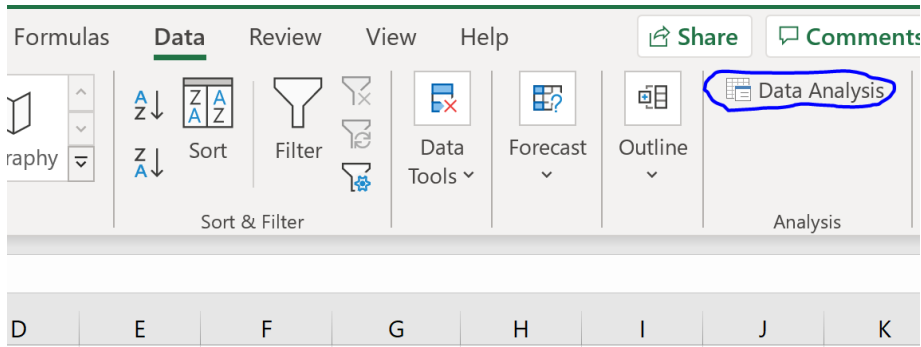 Formulas Data Review View Help Share Comments
A Z
Z A
Z A A Z
raphy
Sort
Filter
Data Tools
Forecast
Outline
Data Analysis
Sort & Filter
Analysis
D E F G H I J K